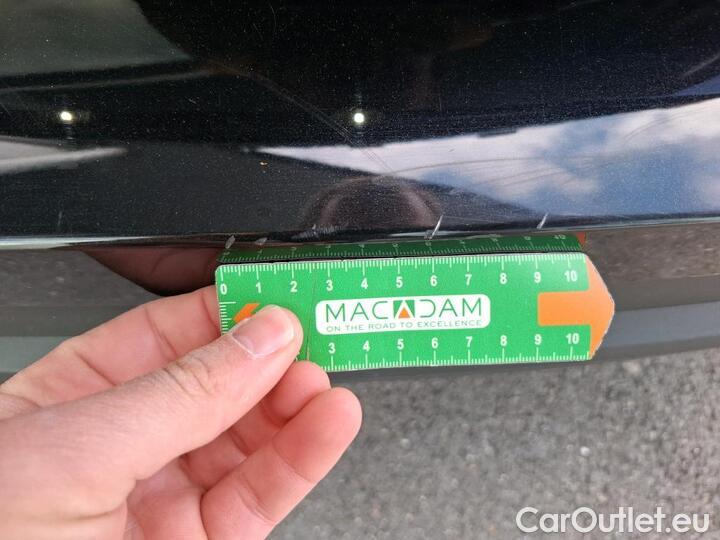 0 1 2 3 4 5 6 7 8 9 10
MACADAM
ON THE ROAD TO EXCELLENCE
3 4 5 6 7 8 9 10
CarOutlet.eu